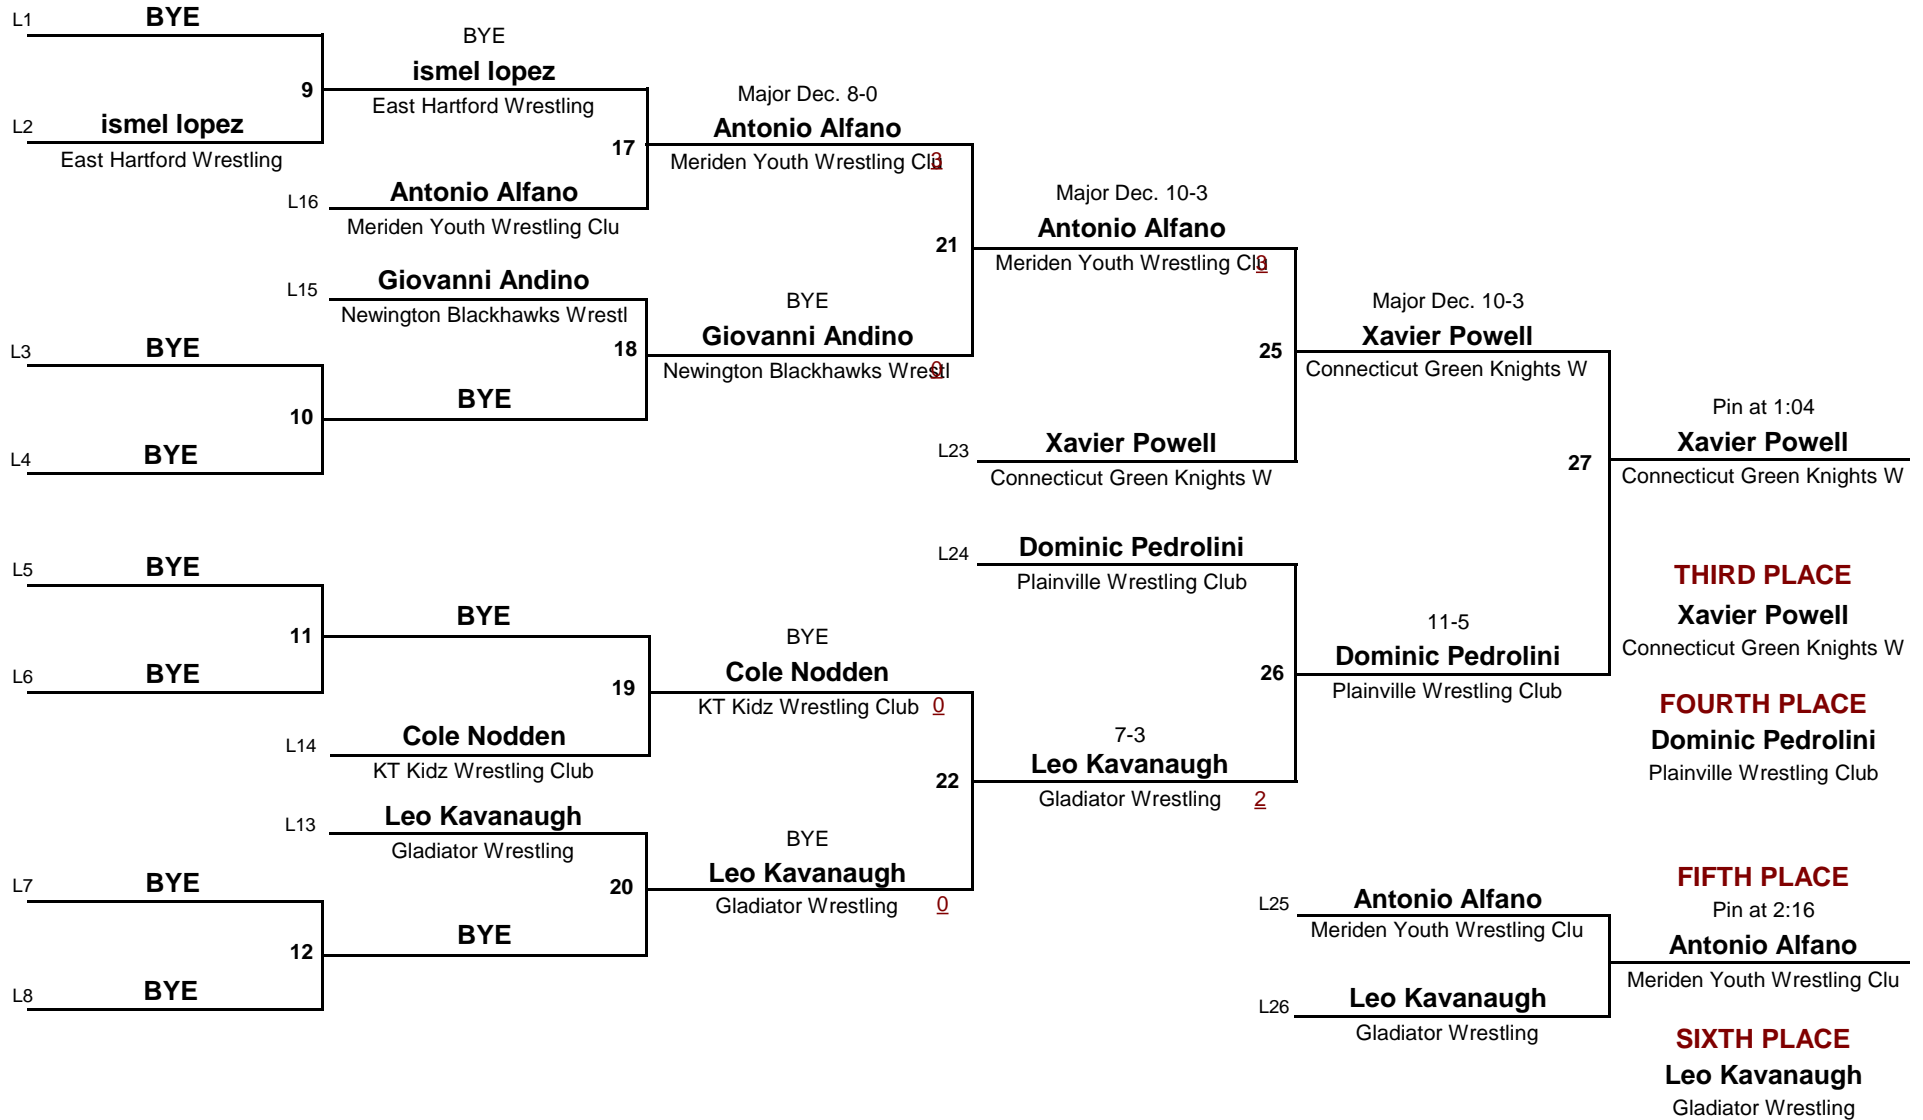 L1 BYE
9
L2 ismel lopez
East Hartford Wrestling
BYE
ismel lopez
East Hartford Wrestling
17
L16 Antonio Alfano
Meriden Youth Wrestling Clu
Major Dec. 8-0
Antonio Alfano
Meriden Youth Wrestling Clu 3
L15 Giovanni Andino
Newington Blackhawks Wrestl
18
L3 BYE
10
L4 BYE
BYE
21
BYE
Giovanni Andino
Newington Blackhawks Wrestl 0
Major Dec. 10-3
Antonio Alfano
Meriden Youth Wrestling Clu 3
25
L23 Xavier Powell
Connecticut Green Knights W
Major Dec. 10-3
Xavier Powell
Connecticut Green Knights W
27
Pin at 1:04
Xavier Powell
Connecticut Green Knights W
L5 BYE
11
L6 BYE
BYE
19
L14 Cole Nodden
KT Kidz Wrestling Club
BYE
Cole Nodden
KT Kidz Wrestling Club 0
22
L13 Leo Kavanaugh
Gladiator Wrestling
20
L7 BYE
12
L8 BYE
BYE
BYE
Leo Kavanaugh
Gladiator Wrestling 0
L24 Dominic Pedrolini
Plainville Wrestling Club
26
7-3
Leo Kavanaugh
Gladiator Wrestling 2
11-5
Dominic Pedrolini
Plainville Wrestling Club
THIRD PLACE
Xavier Powell
Connecticut Green Knights W
FOURTH PLACE
Dominic Pedrolini
Plainville Wrestling Club
L25 Antonio Alfano
Meriden Youth Wrestling Clu
L26 Leo Kavanaugh
Gladiator Wrestling
FIFTH PLACE
Pin at 2:16
Antonio Alfano
Meriden Youth Wrestling Clu
SIXTH PLACE
Leo Kavanaugh
Gladiator Wrestling